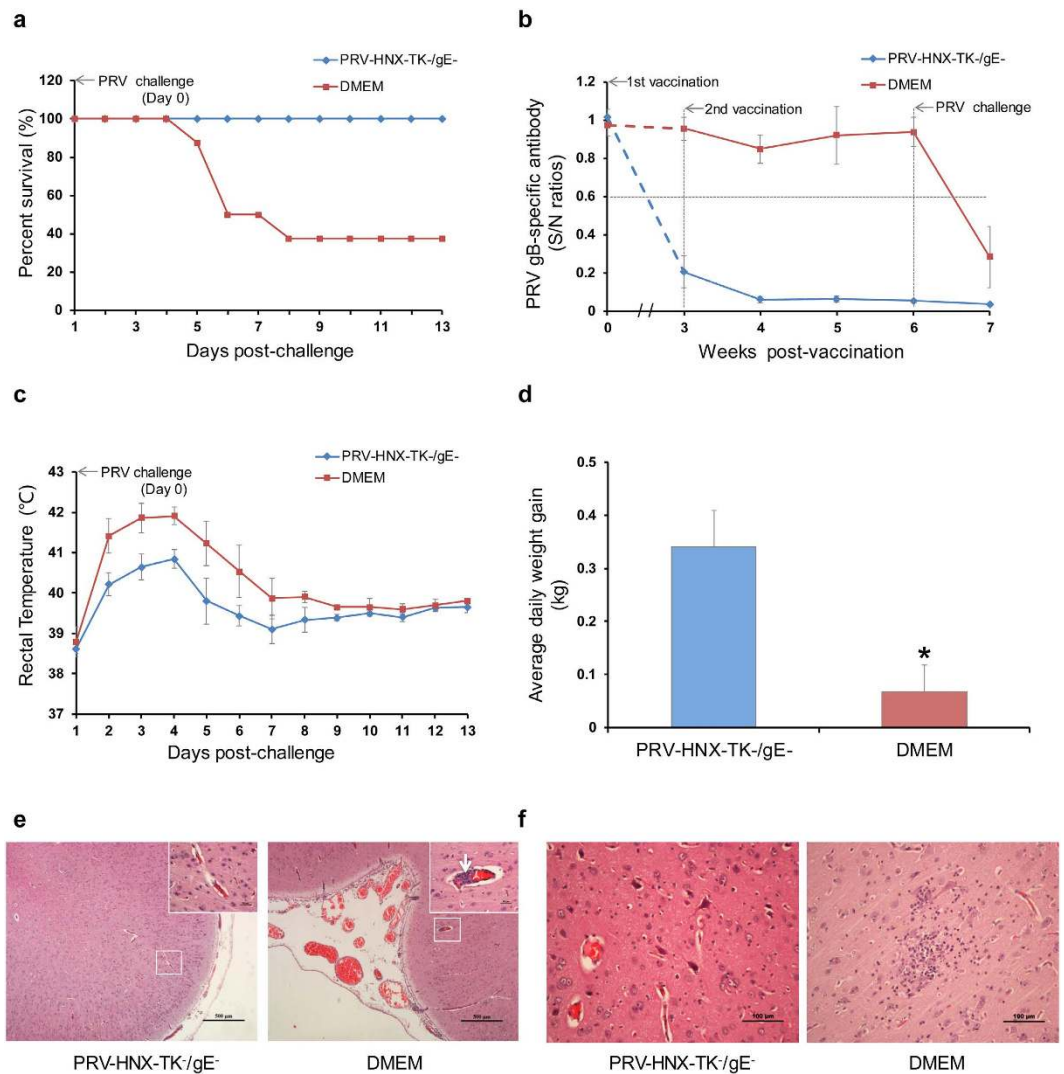 a
PRV-HNX-TK-/gE-
DMEM
120
100
80
60
40
20
0
PRV challenge
(Day 0)
Percent survival (%)
1
3
5
7
9
11
13
Days post-challenge
b
PRV-HNX-TK-/gE-
DMEM
1.2
1
0.8
0.6
0.4
0.2
0
1st vaccination
2nd vaccination
PRV challenge
PRV gB-specific antibody
(S/N ratios)
0
3
4
5
6
7
Weeks post-vaccination
c
PRV-HNX-TK-/gE-
DMEM
43
42
41
40
39
38
37
PRV challenge
(Day 0)
Rectal Temperature (℃)
1 2 3 4 5 6 7 8 9 10 11 12 13
Days post-challenge
d
0.5
0.4
0.3
0.2
0.1
0
Average daily weight gain
(kg)
*
PRV-HNX-TK-/gE-
DMEM
e
500 μm
500 μm
PRV-HNX-TK-/gE-
DMEM
f
100 μm
100 μm
PRV-HNX-TK-/gE-
DMEM